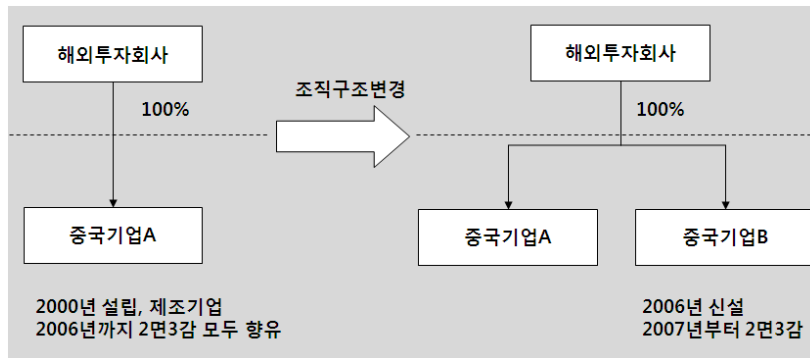 해외투자회사
100%
중국기업A
2000년 설립, 제조기업
2006년까지 2면3감 모두 향유
조직구조변경
해외투자회사
100%
중국기업A
중국기업B
2006년 신설
2007년부터 2면3감